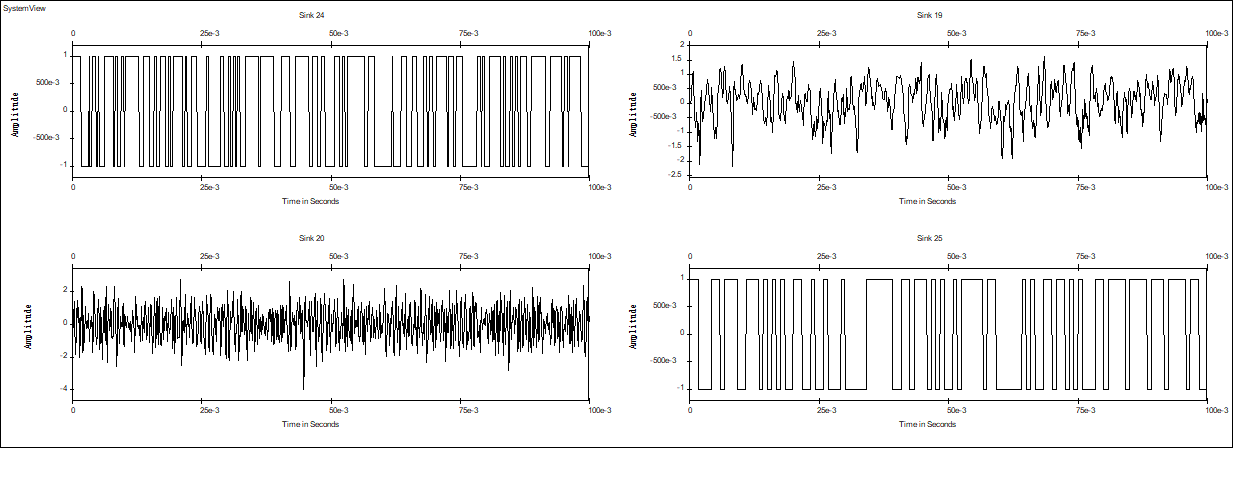 SystemView
Sink 24
0 25e-3 50e-3 75e-3 100e-3
1
500e-3
0
-500e-3
-1
Amplitude
0 25e-3 50e-3 75e-3 100e-3
Time in Seconds
Sink 19
0 25e-3 50e-3 75e-3 100e-3
2
1.5
1
500e-3
0
-500e-3
-1
-1.5
-2
-2.5
Amplitude
0 25e-3 50e-3 75e-3 100e-3
Time in Seconds
Sink 20
0 25e-3 50e-3 75e-3 100e-3
2
0
-2
-4
Amplitude
0 25e-3 50e-3 75e-3 100e-3
Time in Seconds
Sink 25
0 25e-3 50e-3 75e-3 100e-3
1
500e-3
0
-500e-3
-1
Amplitude
0 25e-3 50e-3 75e-3 100e-3
Time in Seconds